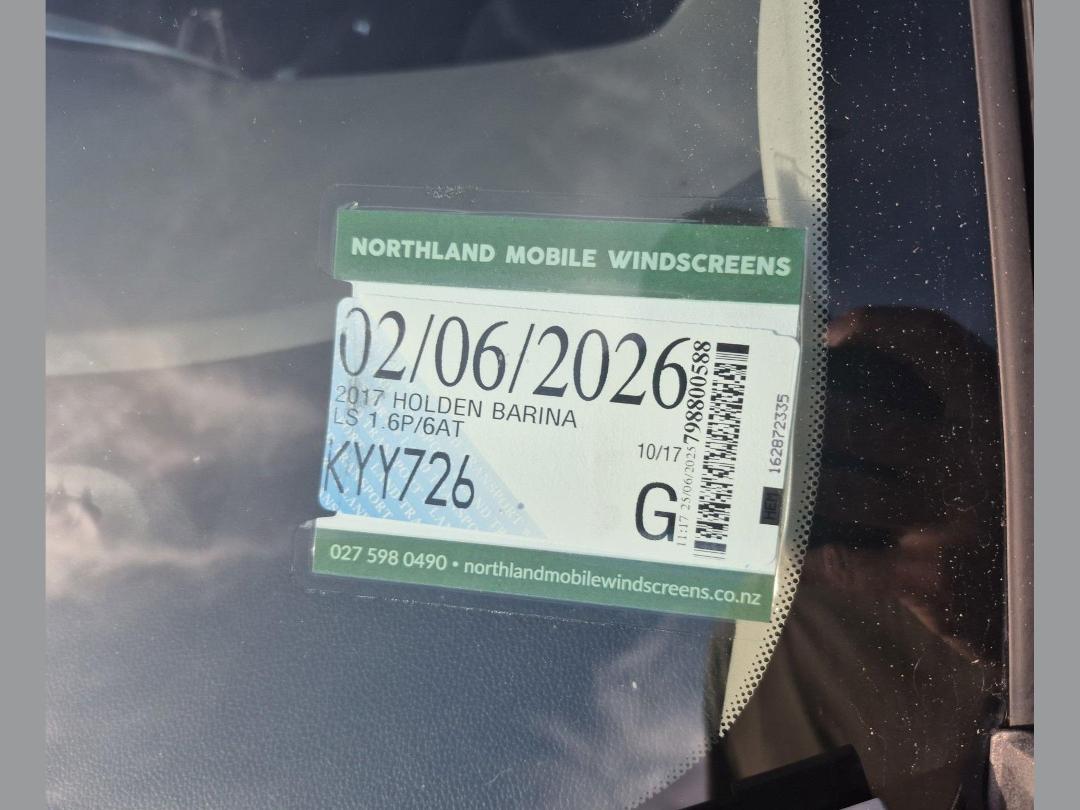 NORTHLAND MOBILE WINDSCREENS
02/06/2026
2017 HOLDEN BARINA
LS 1.6P/6AT
10/17
KYY726
G
11:17 25/06/2025 798800588
162872335
027 598 0490 • northlandmobilewindscreens.co.nz